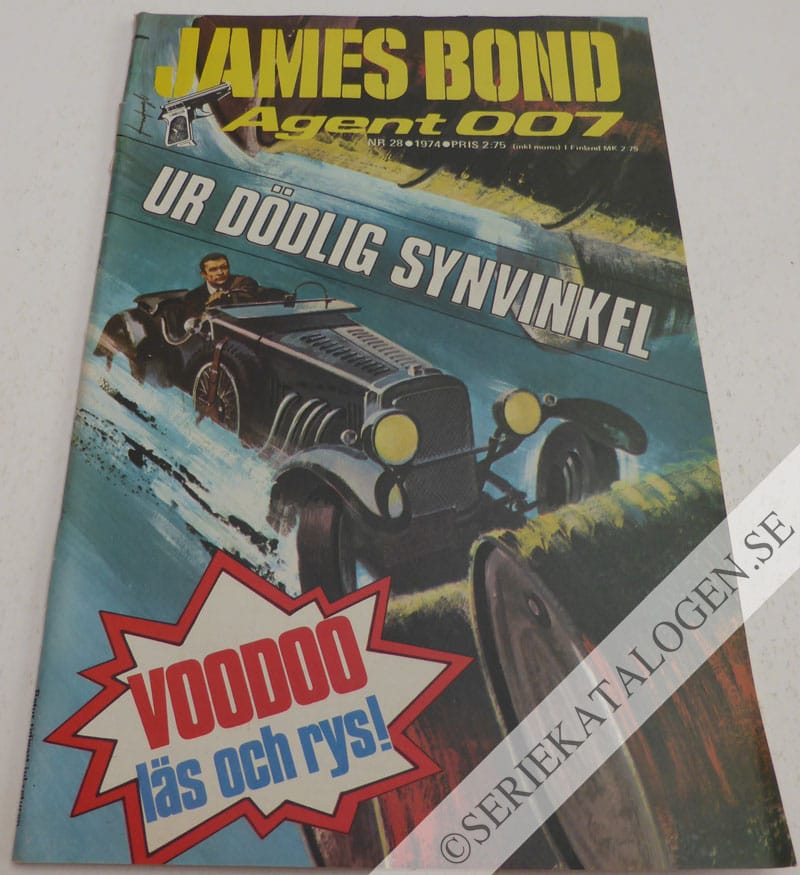 JAMES BOND
Agent 007
NR 28 ● 1974 ● PRIS 2:75 (inkl moms) I Finland MK 2:75
UR DÖDLIG SYNVINKEL
VOODOO
läs och rys!
©SERIEKATALOGEN.SE